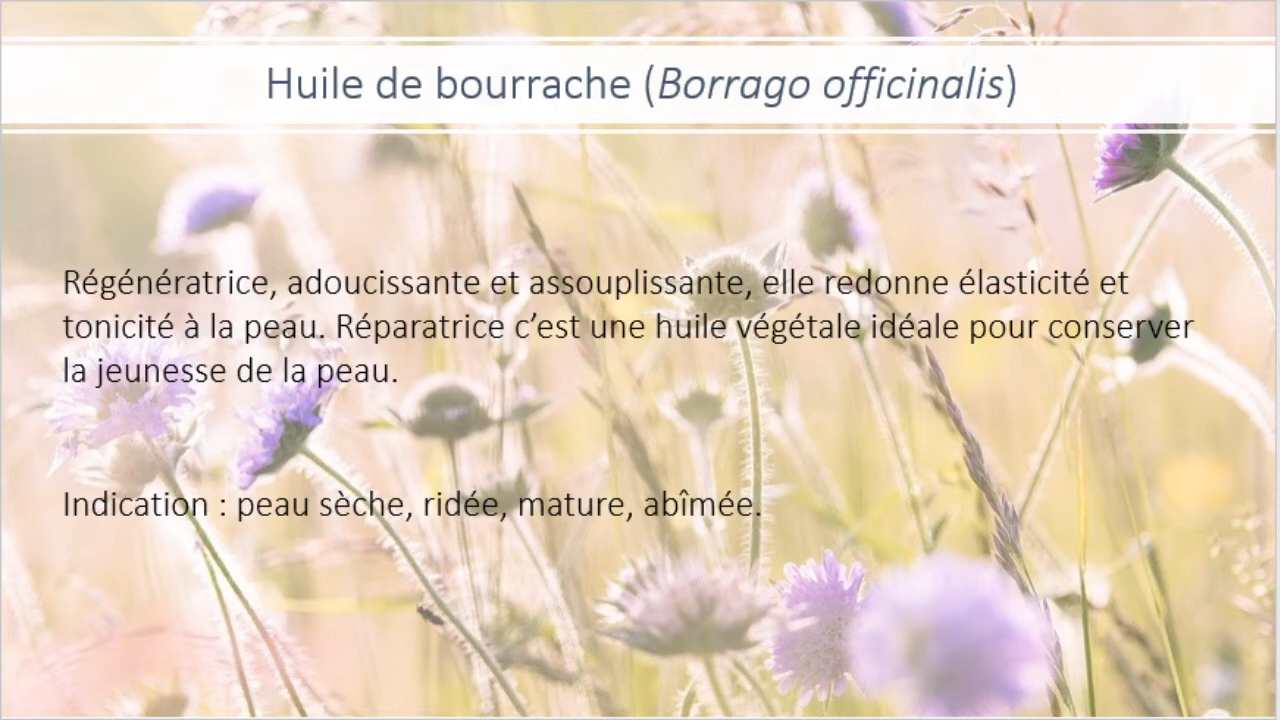 Huile de bourrache (Borrago officinalis)
Régénératrice, adoucissante et assouplissante, elle redonne élasticité et
tonicité à la peau. Réparatrice c’est une huile végétale idéale pour conserver
la jeunesse de la peau.
Indication : peau sèche, ridée, mature, abîmée.